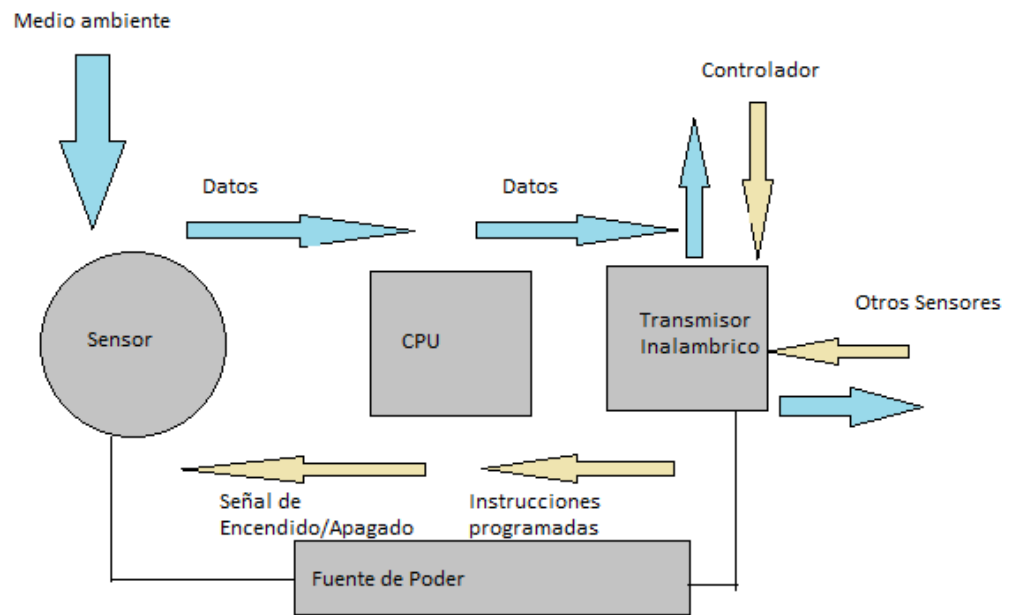 Medio ambiente
Controlador
Datos
Datos
Otros Sensores
Sensor
CPU
Transmisor
Inalambrico
Señal de
Encendido/Apagado
Instrucciones
programadas
Fuente de Poder